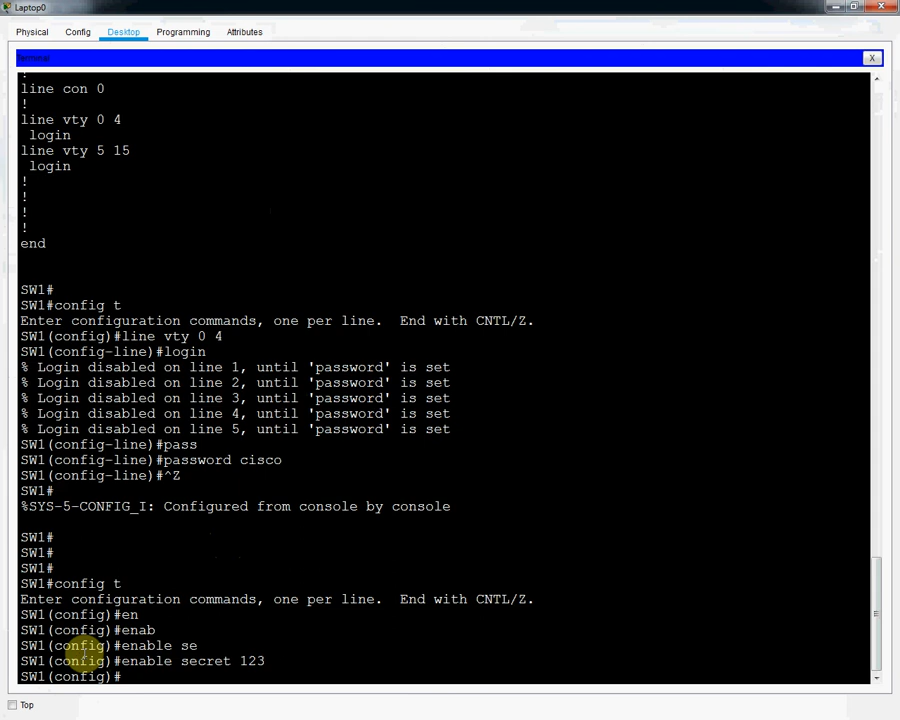 Laptop0
Physical Config Desktop Programming Attributes
Terminal
X
!
line con 0
!
line vty 0 4
 login
line vty 5 15
 login
!
!
!
!
end
SW1#
SW1#config t
Enter configuration commands, one per line.  End with CNTL/Z.
SW1(config)#line vty 0 4
SW1(config-line)#login
% Login disabled on line 1, until 'password' is set
% Login disabled on line 2, until 'password' is set
% Login disabled on line 3, until 'password' is set
% Login disabled on line 4, until 'password' is set
% Login disabled on line 5, until 'password' is set
SW1(config-line)#pass
SW1(config-line)#password cisco
SW1(config-line)#^Z
SW1#
%SYS-5-CONFIG_I: Configured from console by console
SW1#
SW1#
SW1#
SW1#config t
Enter configuration commands, one per line.  End with CNTL/Z.
SW1(config)#en
SW1(config)#enab
SW1(config)#enable se
SW1(config)#enable secret 123
SW1(config)#
Top